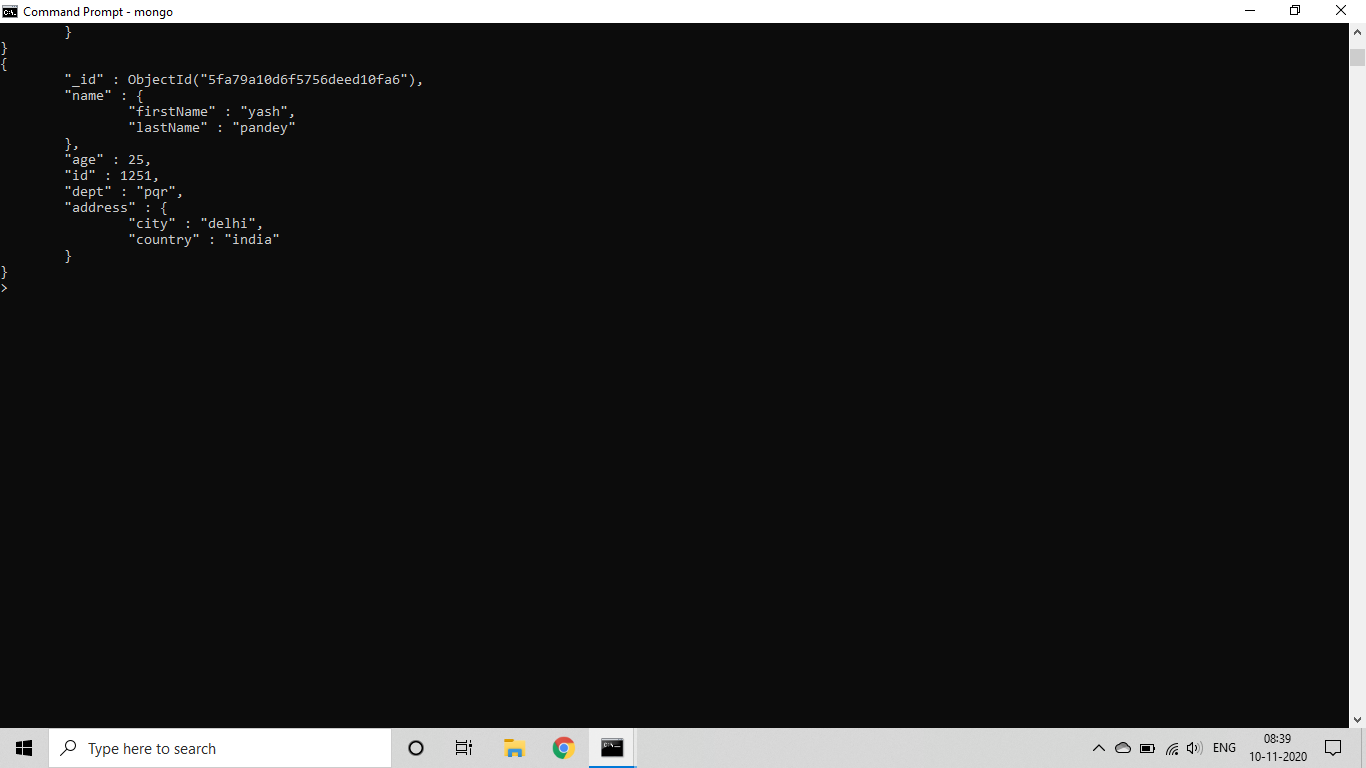 Command Prompt - mongo
        }
}
{
        "_id" : ObjectId("5fa79a10d6f5756deed10fa6"),
        "name" : {
                "firstName" : "yash",
                "lastName" : "pandey"
        },
        "age" : 25,
        "id" : 1251,
        "dept" : "pqr",
        "address" : {
                "city" : "delhi",
                "country" : "india"
        }
}
>
Type here to search
ENG
08:39
10-11-2020